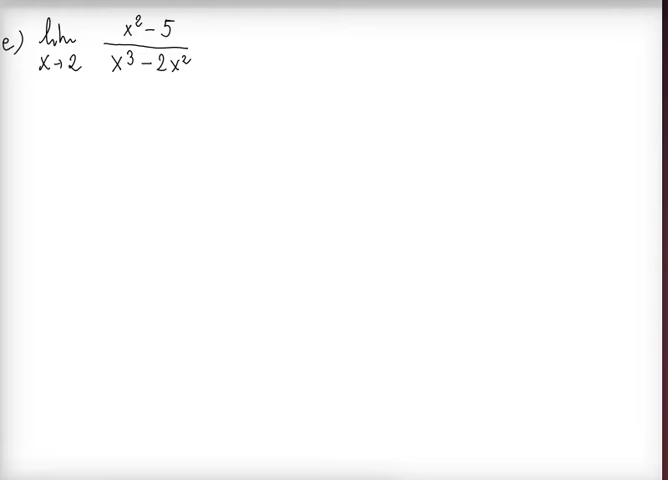 e) lim x→2 x² - 5 / x³ - 2x²